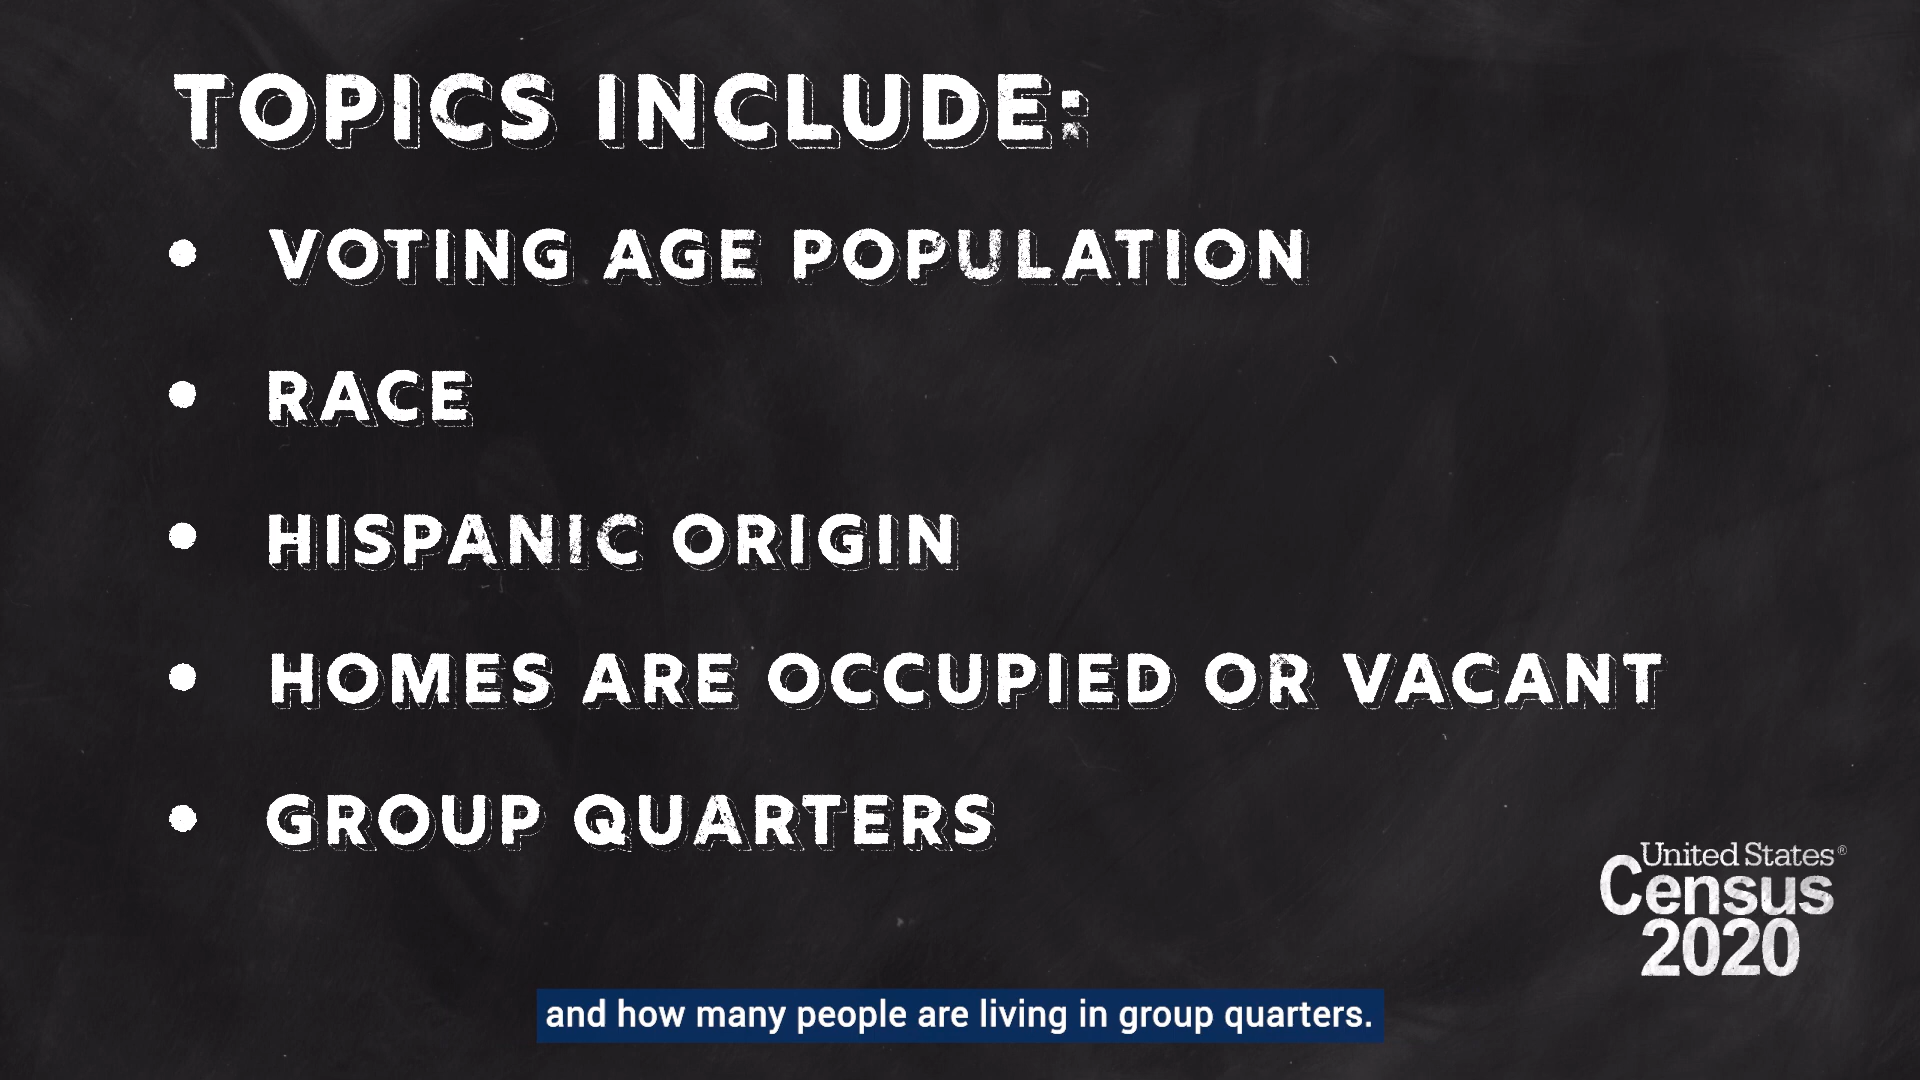 TOPICS INCLUDE:
• VOTING AGE POPULATION
• RACE
• HISPANIC ORIGIN
• HOMES ARE OCCUPIED OR VACANT
• GROUP QUARTERS
United States®
Census
2020
and how many people are living in group quarters.